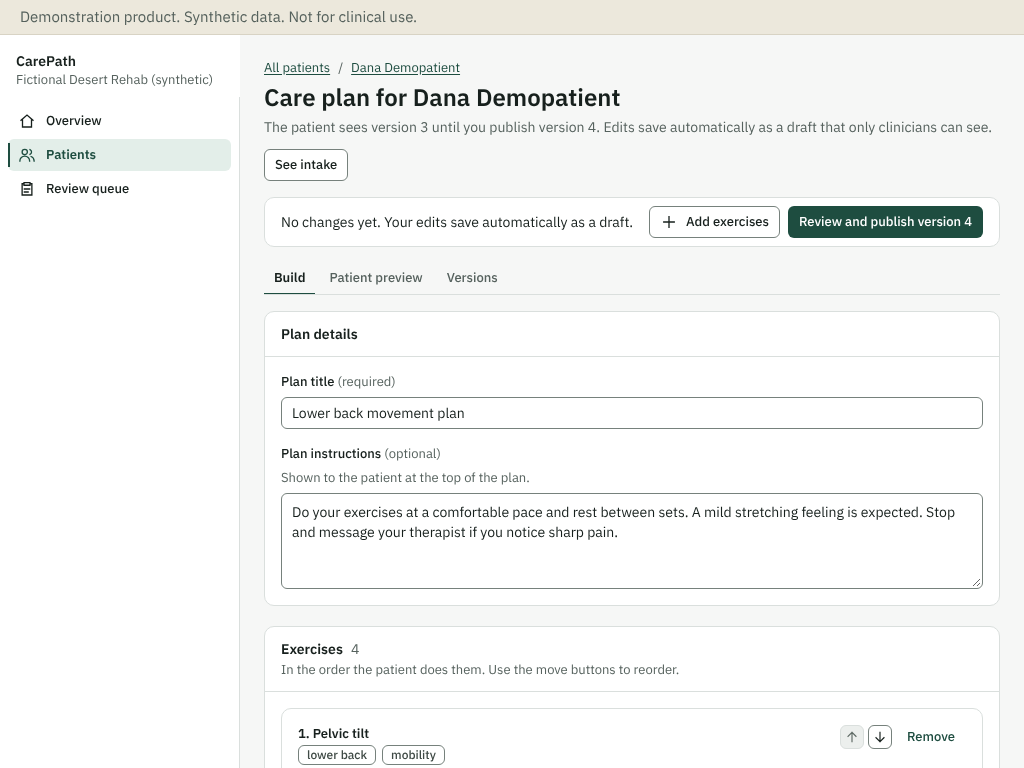 Demonstration product. Synthetic data. Not for clinical use.
CarePath
Fictional Desert Rehab (synthetic)
Overview
Patients
Review queue
All patients / Dana Demopatient
Care plan for Dana Demopatient
The patient sees version 3 until you publish version 4. Edits save automatically as a draft that only clinicians can see.
See intake
No changes yet. Your edits save automatically as a draft.
Add exercises
Review and publish version 4
Build
Patient preview
Versions
Plan details
Plan title (required)
Lower back movement plan
Plan instructions (optional)
Shown to the patient at the top of the plan.
Do your exercises at a comfortable pace and rest between sets. A mild stretching feeling is expected. Stop
and message your therapist if you notice sharp pain.
Exercises 4
In the order the patient does them. Use the move buttons to reorder.
1. Pelvic tilt
Remove
lower back
mobility